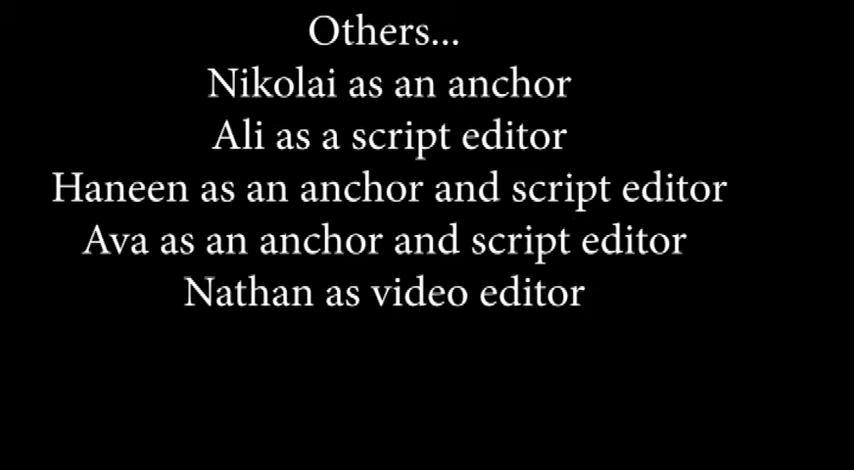 Others...
Nikolai as an anchor
Ali as a script editor
Haneen as an anchor and script editor
Ava as an anchor and script editor
Nathan as video editor